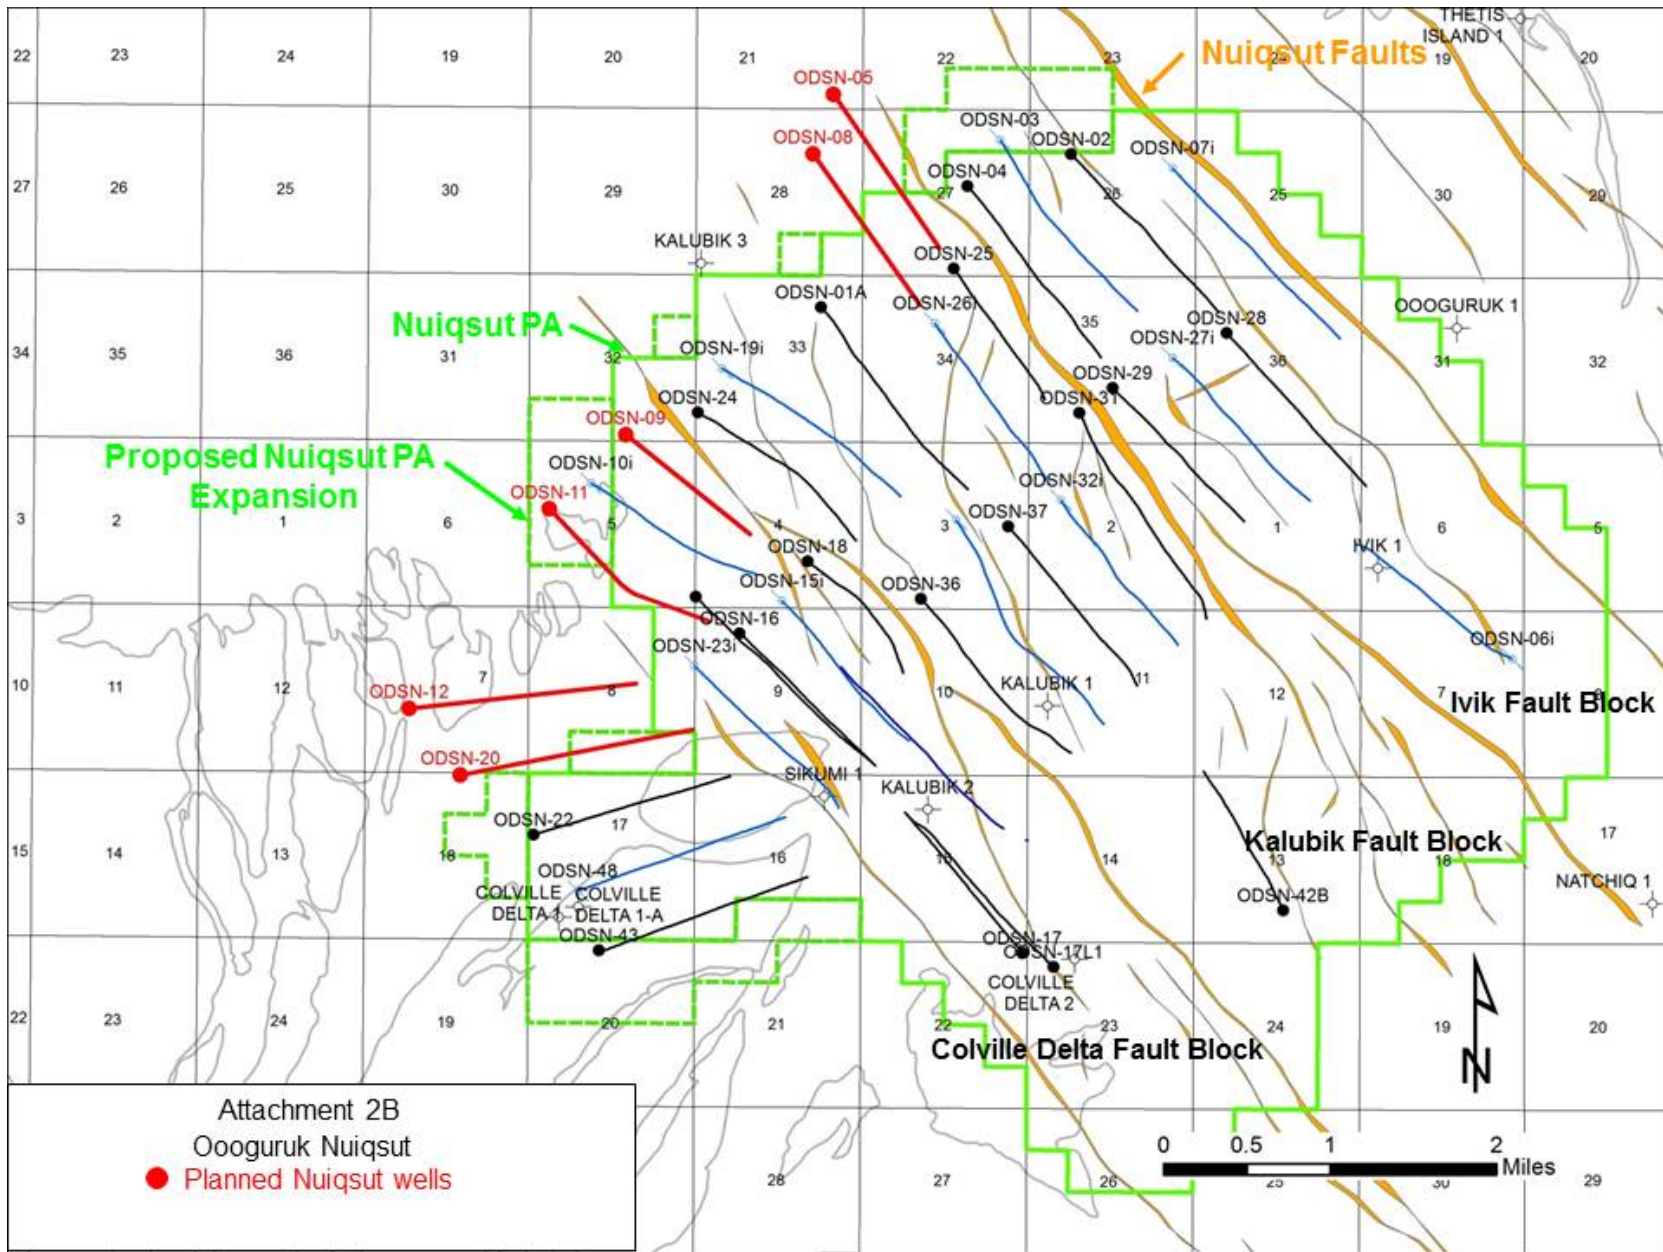 THETIS
ISLAND 1
22
23
24
19
20
21
22
23
24
19
20
Nuiqsut Faults
ODSN-05
ODSN-08
ODSN-03
ODSN-02
ODSN-07i
ODSN-04
27
26
25
30
29
28
27
26
25
30
29
KALUBIK 3
ODSN-25
ODSN-01A
ODSN-26i
OOOGURUK 1
ODSN-28
ODSN-27i
Nuiqsut PA
34
35
36
31
32
33
34
35
36
31
32
ODSN-19i
ODSN-24
ODSN-29
ODSN-31
ODSN-09
Proposed Nuiqsut PA
Expansion
ODSN-10i
ODSN-11
ODSN-32i
ODSN-37
3
2
1
6
5
4
3
2
1
6
5
ODSN-18
IVIK 1
ODSN-15i
ODSN-36
ODSN-16
ODSN-23i
ODSN-06i
10
11
12
7
8
9
10
11
12
7
8
KALUBIK 1
ODSN-12
Ivik Fault Block
ODSN-20
SIKUMI 1
KALUBIK 2
ODSN-22
15
14
13
18
17
16
15
14
13
18
17
Kalubik Fault Block
ODSN-48
COLVILLE
DELTA 1
COLVILLE
DELTA 1-A
NATCHIQ 1
ODSN-42B
ODSN-43
ODSN-17
ODSN-17L1
COLVILLE
DELTA 2
22
23
24
19
20
21
22
23
24
19
20
Colville Delta Fault Block
N
Attachment 2B
Oooguruk Nuiqsut
Planned Nuiqsut wells
0
0.5
1
2
Miles
28
27
26
25
30
29